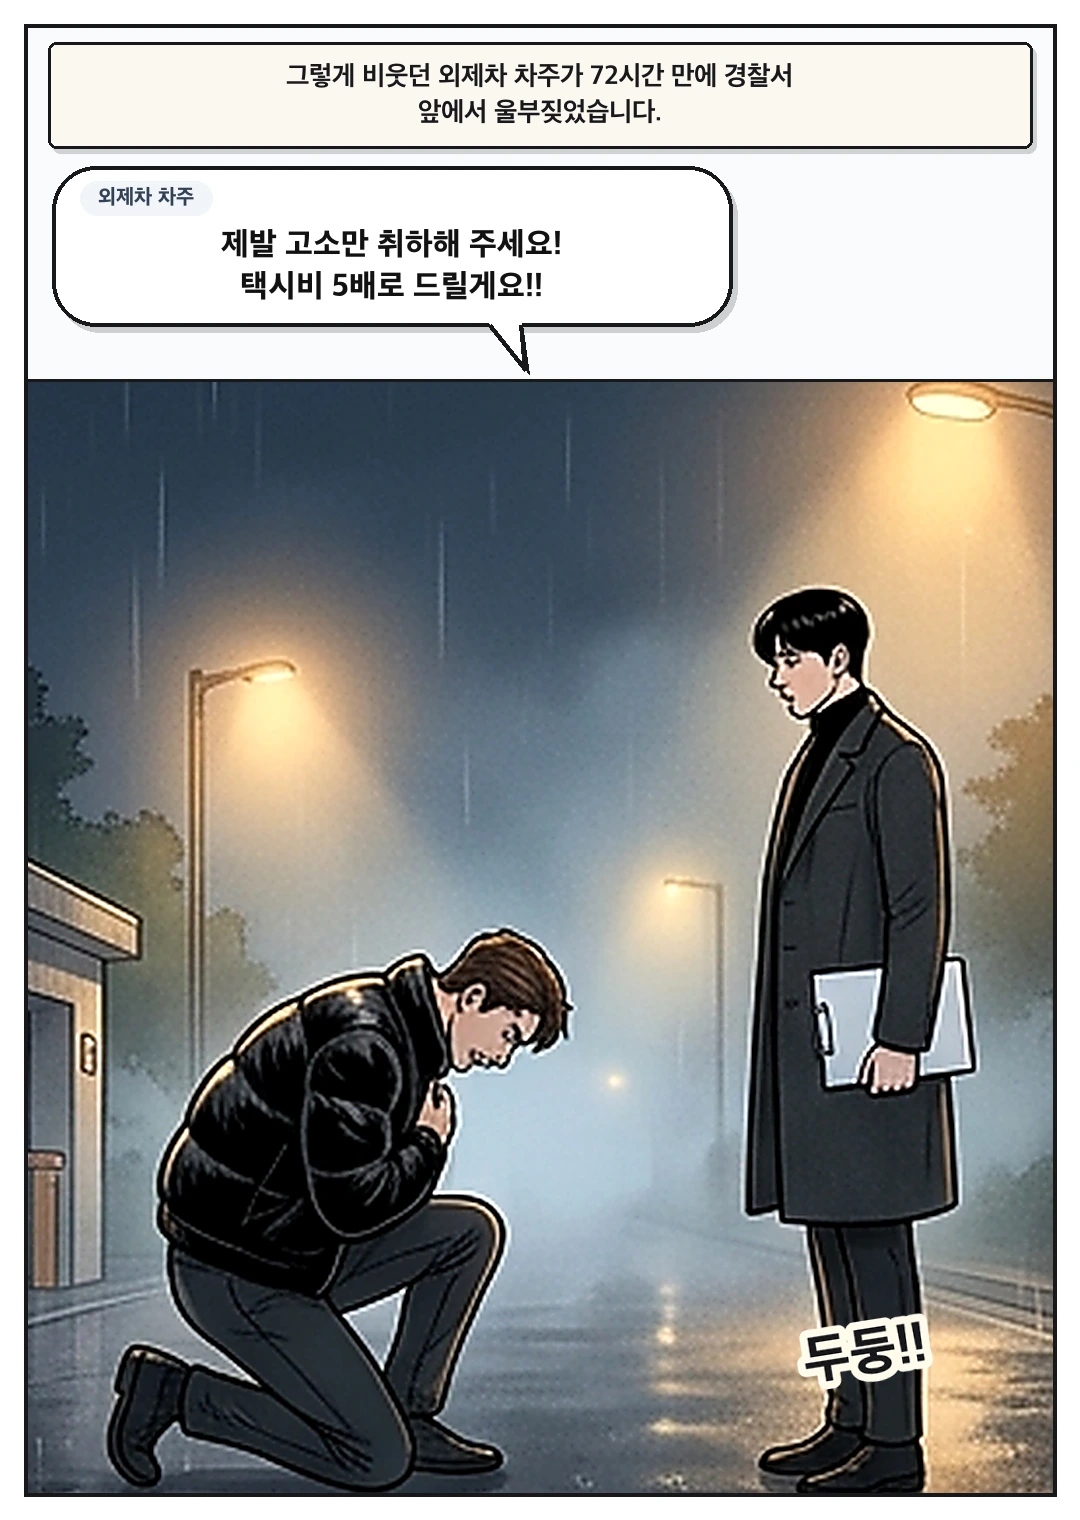 그렇게 비웃던 외제차 차주가 72시간 만에 경찰서
앞에서 울부짖었습니다.
외제차 차주
제발 고소만 취하해 주세요!
택시비 5배로 드릴게요!!
두둥!!